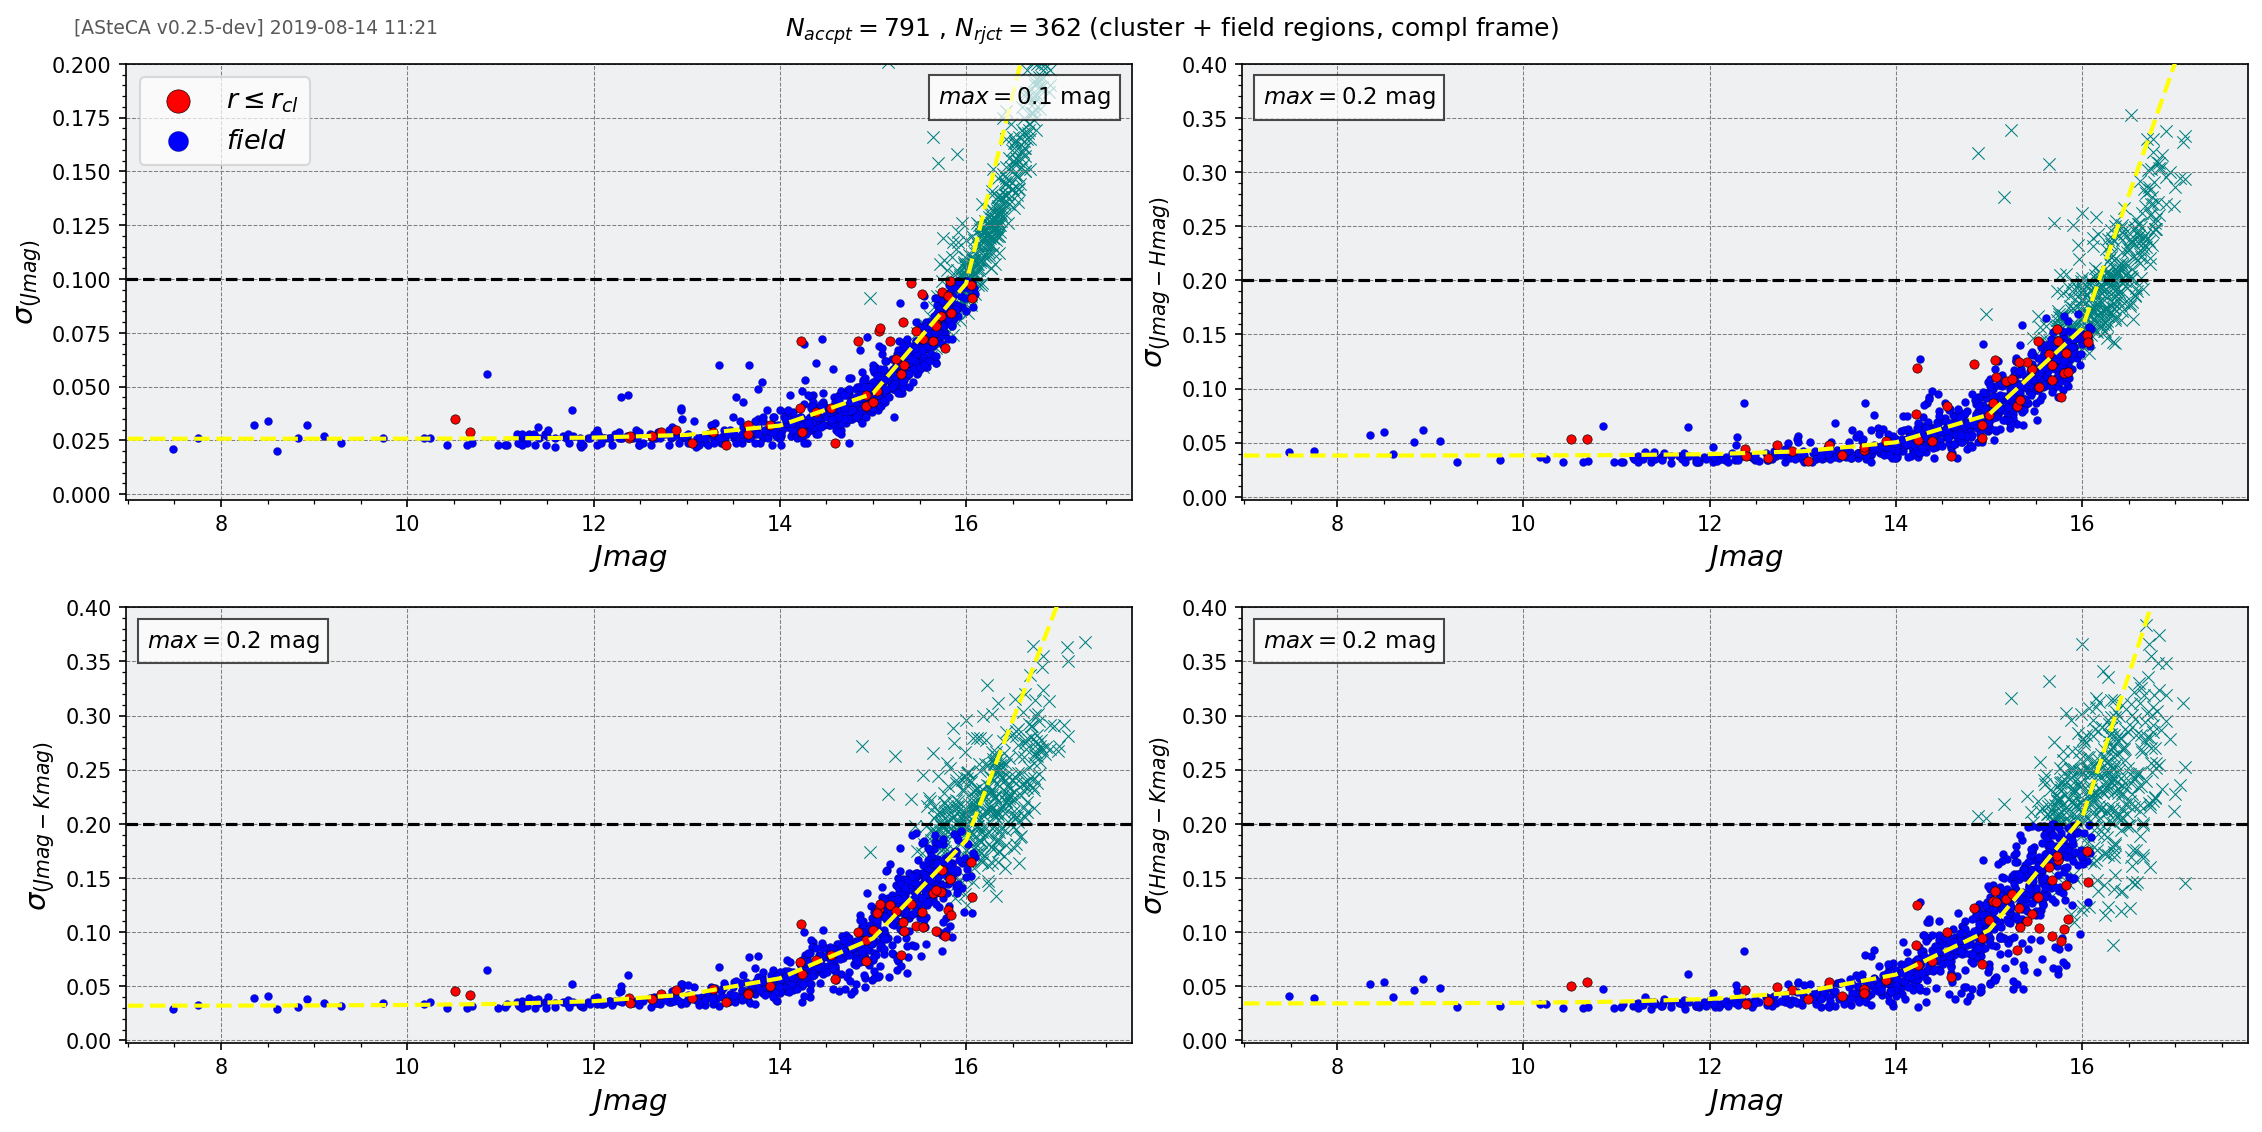 [ASteCA v0.2.5-dev] 2019-08-14 11:21
N_accpt = 791 , N_rjct = 362 (cluster + field regions, compl frame)
σ(Jmag)
0.200
0.175
0.150
0.125
0.100
0.075
0.050
0.025
0.000
r ≤ r_cl
field
max = 0.1 mag
8 10 12 14 16
Jmag
σ(Jmag − Hmag)
0.40
0.35
0.30
0.25
0.20
0.15
0.10
0.05
0.00
max = 0.2 mag
8 10 12 14 16
Jmag
σ(Jmag − Kmag)
0.40
0.35
0.30
0.25
0.20
0.15
0.10
0.05
0.00
max = 0.2 mag
8 10 12 14 16
Jmag
σ(Hmag − Kmag)
0.40
0.35
0.30
0.25
0.20
0.15
0.10
0.05
0.00
max = 0.2 mag
8 10 12 14 16
Jmag